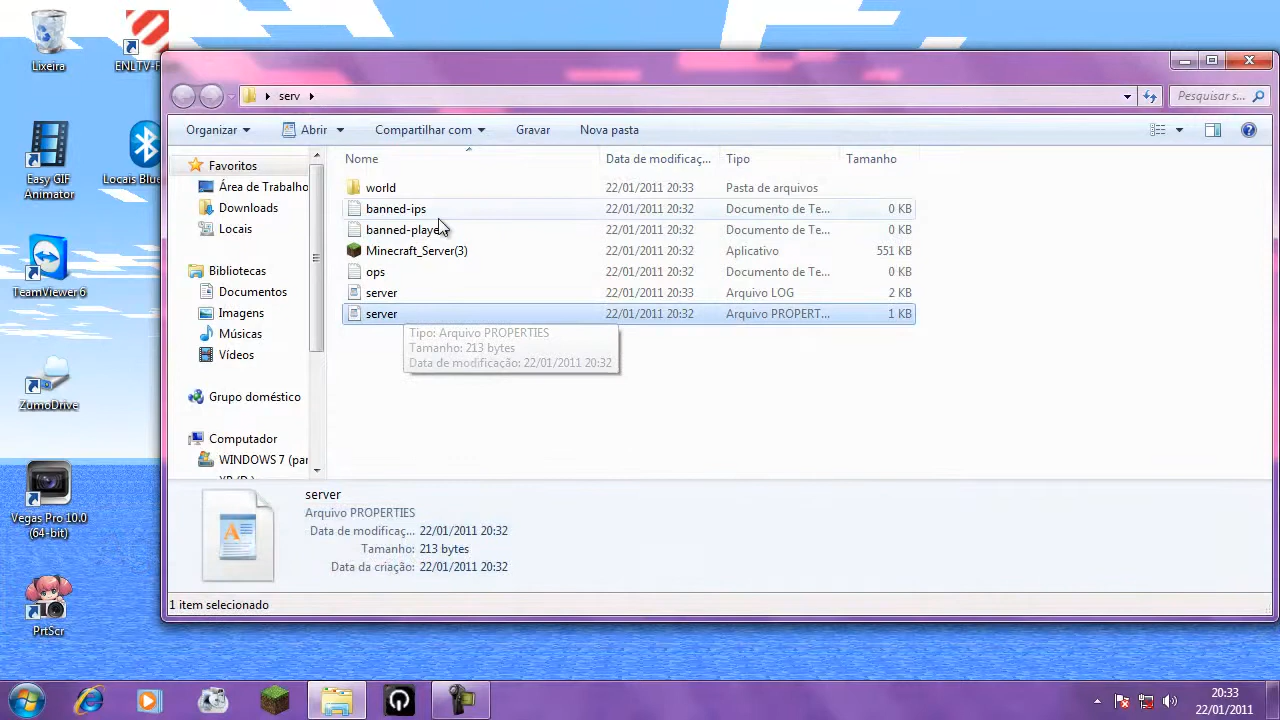 Lixeira
ENLTV-F
Easy GIF
Animator
Locais Blue
TeamViewer 6
ZumoDrive
Vegas Pro 10.0
(64-bit)
PrtScr
serv
Pesquisar s...
Organizar
Abrir
Compartilhar com
Gravar
Nova pasta
Favoritos
Área de Trabalho
Downloads
Locais
Bibliotecas
Documentos
Imagens
Músicas
Vídeos
Grupo doméstico
Computador
WINDOWS 7 (par
Nome Data de modificaç... Tipo Tamanho
world 22/01/2011 20:33 Pasta de arquivos
banned-ips 22/01/2011 20:32 Documento de Te... 0 KB
banned-playe 22/01/2011 20:32 Documento de Te... 0 KB
Minecraft_Server(3) 22/01/2011 20:32 Aplicativo 551 KB
ops 22/01/2011 20:32 Documento de Te... 0 KB
server 22/01/2011 20:33 Arquivo LOG 2 KB
server 22/01/2011 20:32 Arquivo PROPERT... 1 KB
Tipo: Arquivo PROPERTIES
Tamanho: 213 bytes
Data de modificação: 22/01/2011 20:32
server
Arquivo PROPERTIES
Data de modificaç... 22/01/2011 20:32
Tamanho: 213 bytes
Data da criação: 22/01/2011 20:32
1 item selecionado
20:33
22/01/2011